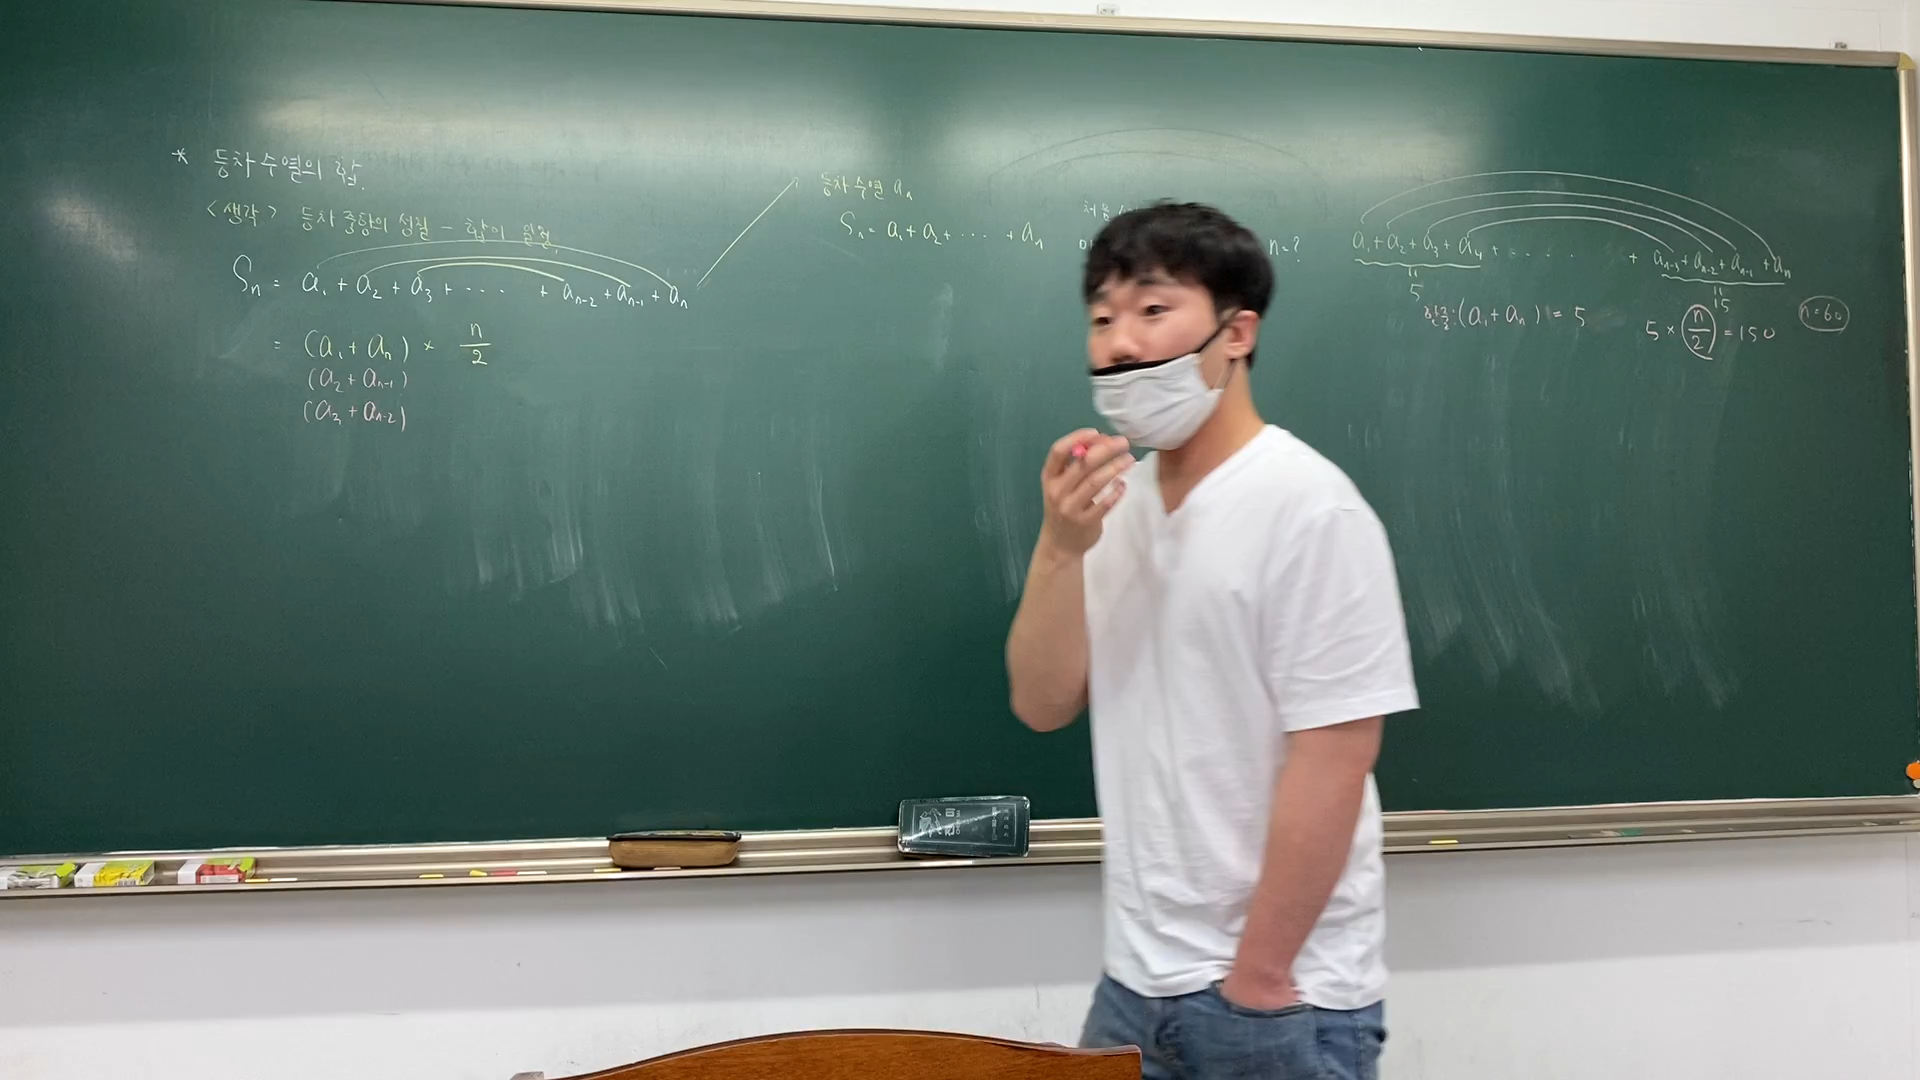 * 등차수열의 합.
<생각> 등차중항의 성질 - 합이 일정.
Sₙ = a₁ + a₂ + a₃ + ···· + aₙ₋₂ + aₙ₋₁ + aₙ
= (a₁ + aₙ) × n/2
(a₂ + aₙ₋₁)
(a₃ + aₙ₋₂)
등차수열 aₙ
Sₙ = a₁ + a₂ + ···· + aₙ
처음
n=?
a₁ + a₂ + a₃ + a₄ + ····· + aₙ₋₃ + aₙ₋₂ + aₙ₋₁ + aₙ
5
15
(a₁ + aₙ) = 5
5 × n/2 = 150
n=60